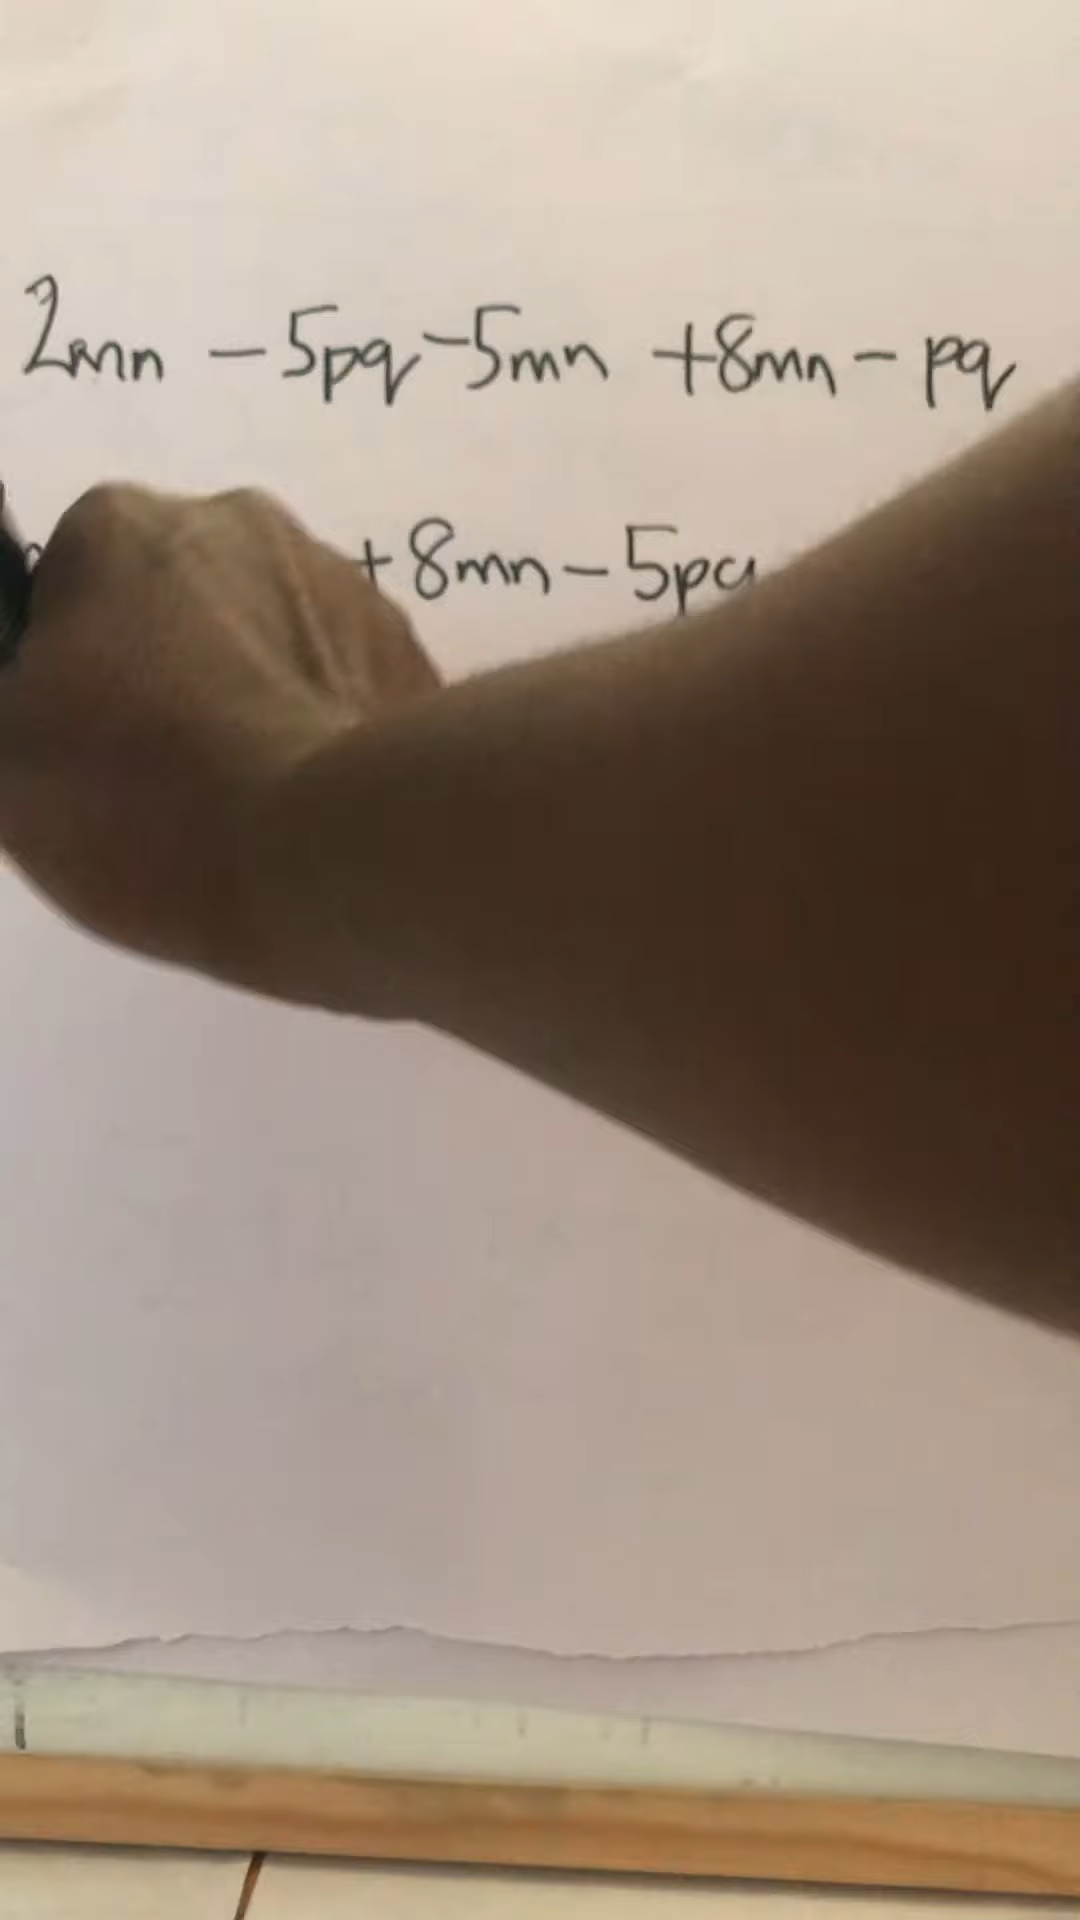 2mn - 5pq - 5mn + 8mn - pq
+ 8mn - 5pq